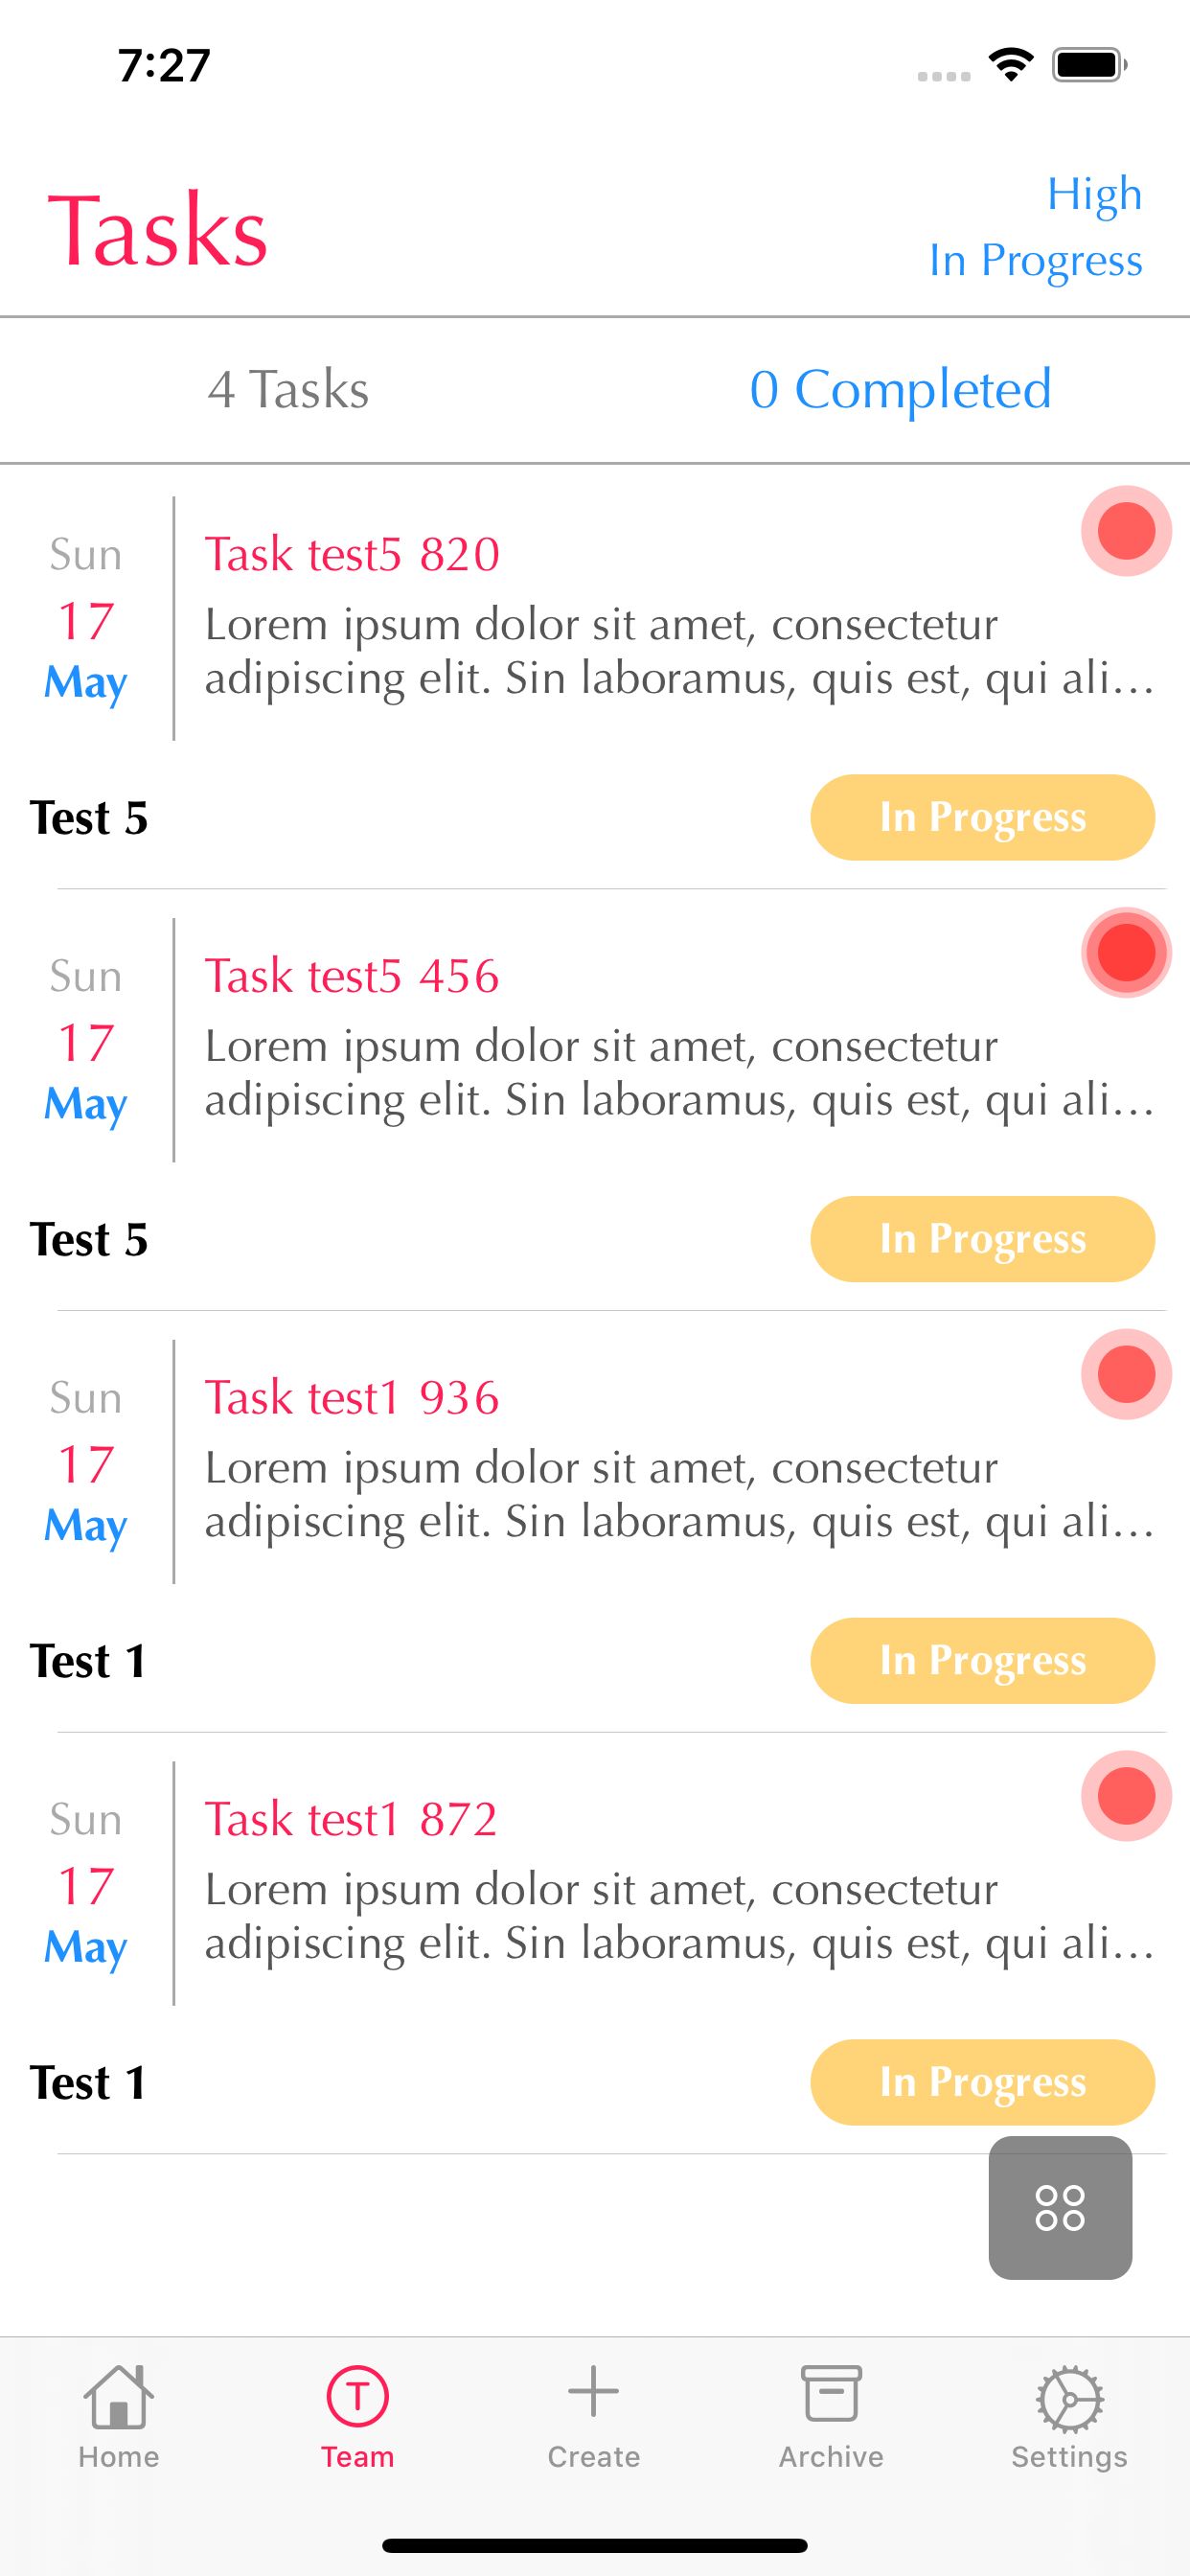 7:27
Tasks
High
In Progress
4 Tasks
0 Completed
Sun
17
May
Task test5 820
Lorem ipsum dolor sit amet, consectetur
adipiscing elit. Sin laboramus, quis est, qui ali...
Test 5
In Progress
Sun
17
May
Task test5 456
Lorem ipsum dolor sit amet, consectetur
adipiscing elit. Sin laboramus, quis est, qui ali...
Test 5
In Progress
Sun
17
May
Task test1 936
Lorem ipsum dolor sit amet, consectetur
adipiscing elit. Sin laboramus, quis est, qui ali...
Test 1
In Progress
Sun
17
May
Task test1 872
Lorem ipsum dolor sit amet, consectetur
adipiscing elit. Sin laboramus, quis est, qui ali...
Test 1
In Progress
T
Home
Team
Create
Archive
Settings